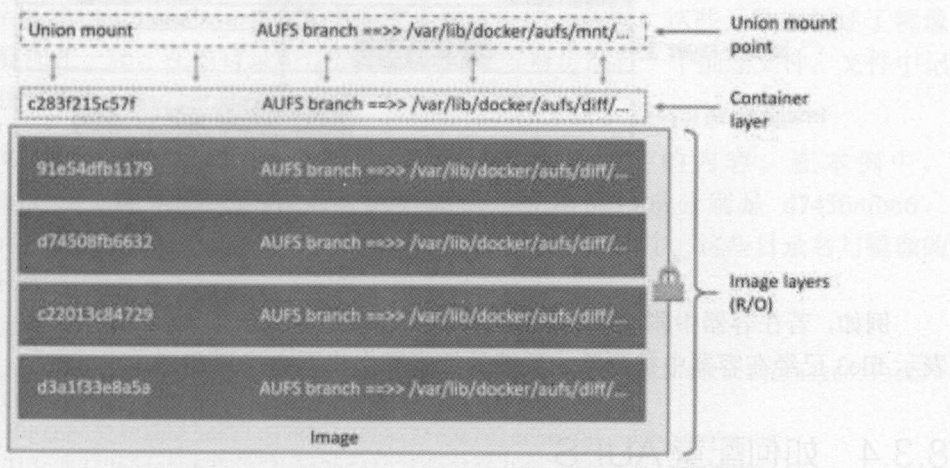 Union mount AUFS branch ==>> /var/lib/docker/aufs/mnt/...
Union mount
point
c283f215c57f AUFS branch ==>> /var/lib/docker/aufs/diff/...
Container
layer
91e54dfb1179 AUFS branch ==>> /var/lib/docker/aufs/diff/...
d74508fb6632 AUFS branch ==>> /var/lib/docker/aufs/diff/...
c22013c84729 AUFS branch ==>> /var/lib/docker/aufs/diff/...
d3a1f33e8a5a AUFS branch ==>> /var/lib/docker/aufs/diff/...
Image layers
(R/O)
Image